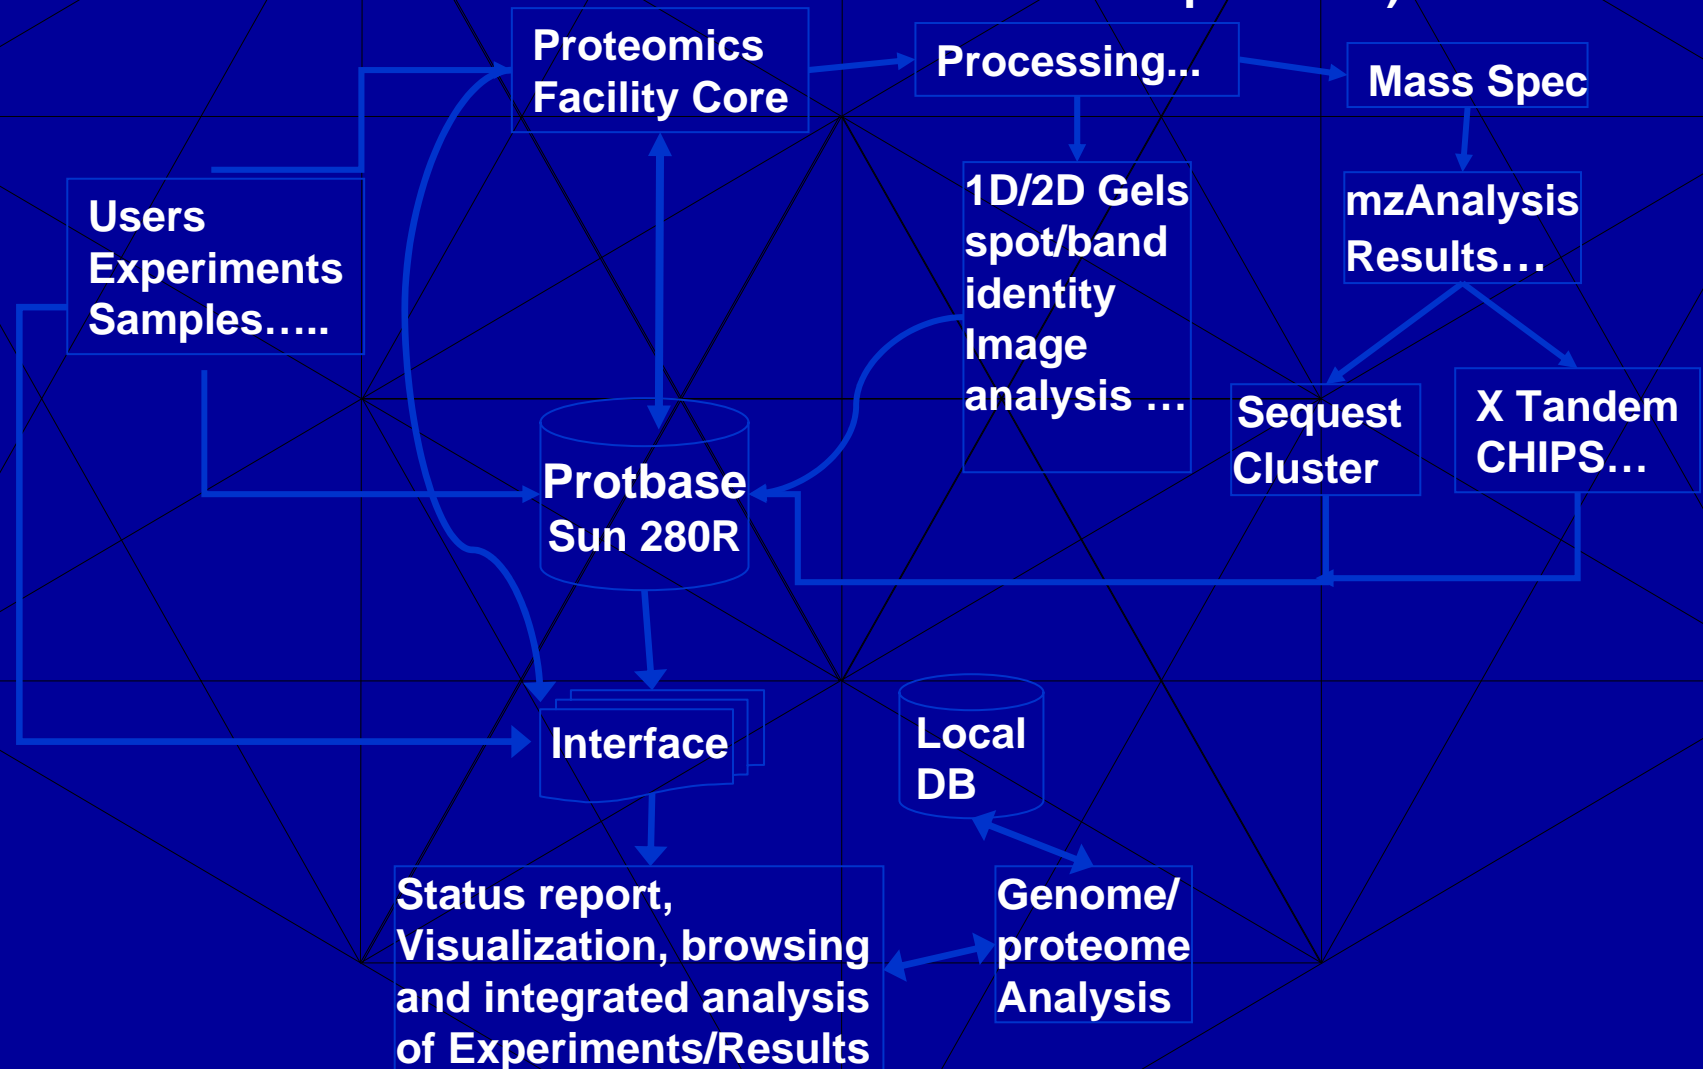 Proteomics
Facility Core
Processing...
Mass Spec
Users
Experiments
Samples…..
1D/2D Gels
spot/band
identity
Image
analysis …
mzAnalysis
Results…
Sequest
Cluster
X Tandem
CHIPS…
Protbase
Sun 280R
Interface
Local
DB
Status report,
Visualization, browsing
and integrated analysis
of Experiments/Results
Genome/
proteome
Analysis